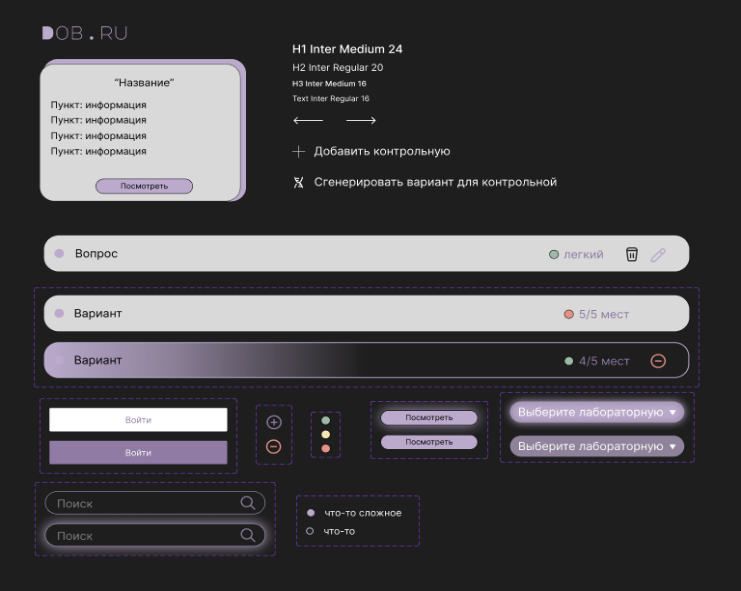 DOB.RU
“Название”
Пункт: информация
Пункт: информация
Пункт: информация
Пункт: информация
Посмотреть
H1 Inter Medium 24
H2 Inter Regular 20
H3 Inter Medium 16
Text Inter Regular 16
Добавить контрольную
Сгенерировать вариант для контрольной
Вопрос легкий
Вариант 5/5 мест
Вариант 4/5 мест
Войти
Войти
Посмотреть
Посмотреть
Выберите лабораторную
Выберите лабораторную
Поиск
Поиск
что-то сложное
что-то